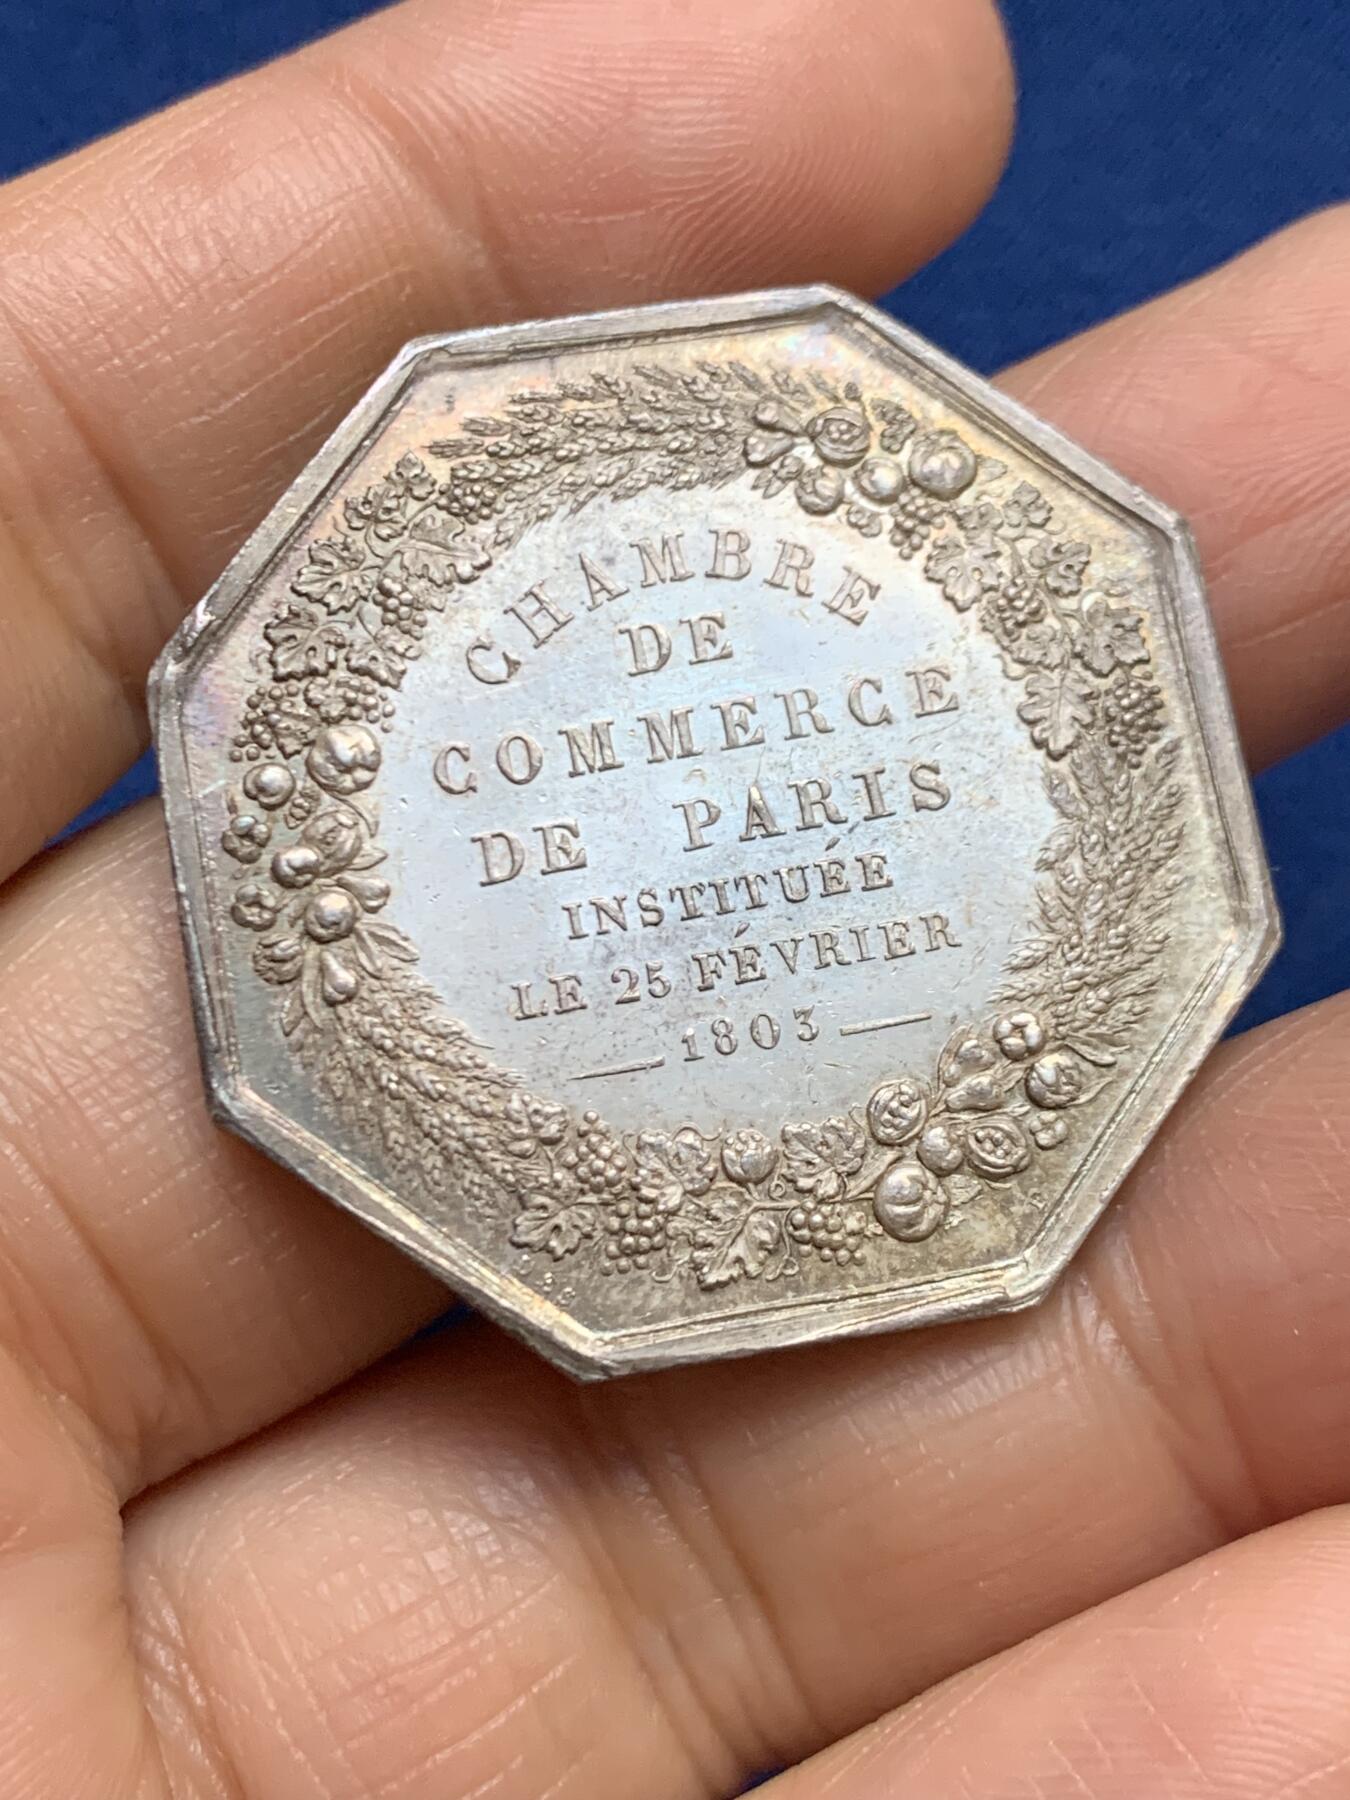 CHAMBRE
DE
COMMERCE
DE PARIS
INSTITUÉE
LE 25 FÉVRIER
1803